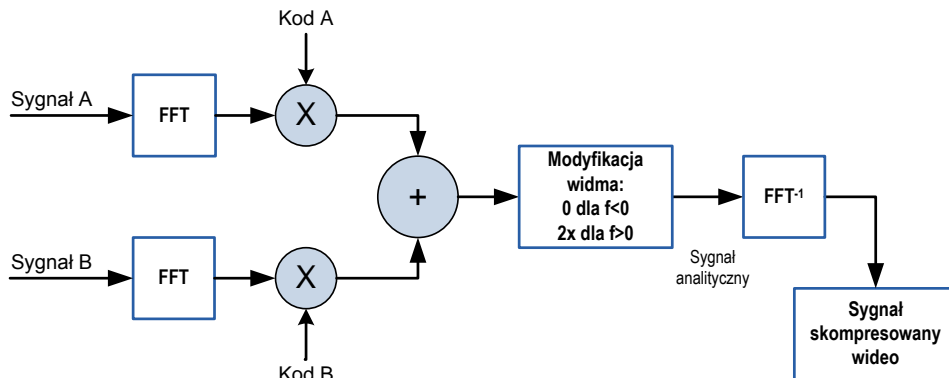 Kod A
Sygnał A
FFT
X
+
Modyfikacja
widma:
0 dla f<0
2x dla f>0
FFT-1
Sygnał
analityczny
Sygnał B
FFT
X
Kod B
Sygnał
skompresowany
wideo